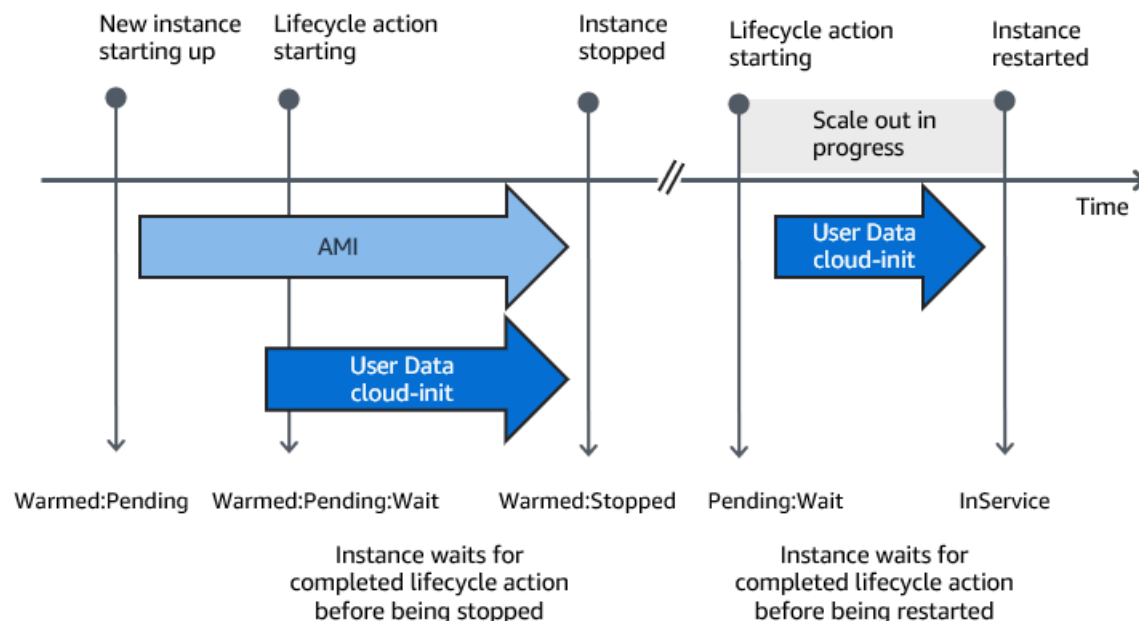 New instance
starting up
Lifecycle action
starting
Instance
stopped
Lifecycle action
starting
Instance
restarted
Scale out in
progress
Time
AMI
User Data
cloud-init
User Data
cloud-init
Warmed:Pending
Warmed:Pending:Wait
Warmed:Stopped
Pending:Wait
InService
Instance waits for
completed lifecycle action
before being stopped
Instance waits for
completed lifecycle action
before being restarted